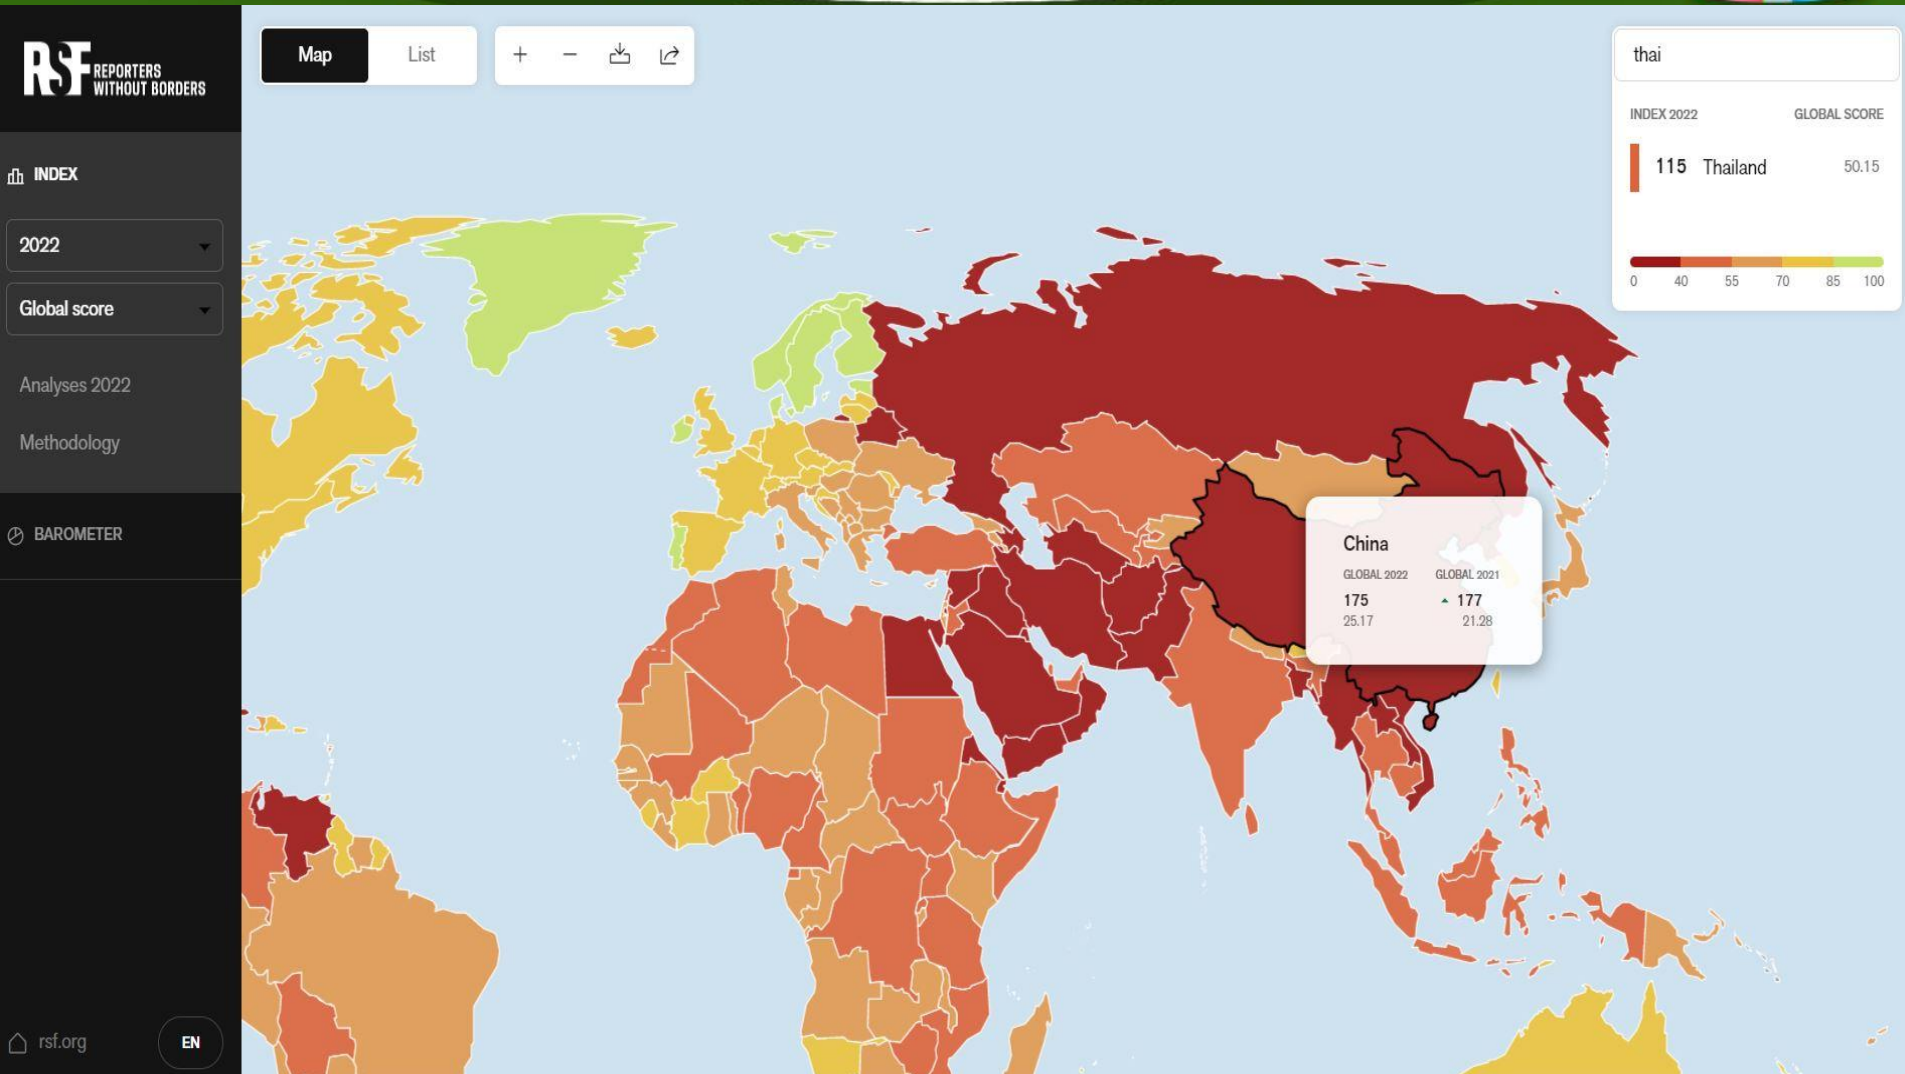 RSF REPORTERS
WITHOUT BORDERS
INDEX
2022
Global score
Analyses 2022
Methodology
BAROMETER
rsf.org
EN
Map
List
thai
INDEX 2022 GLOBAL SCORE
115 Thailand 50.15
0 40 55 70 85 100
China
GLOBAL 2022 GLOBAL 2021
175 177
25.17 21.28